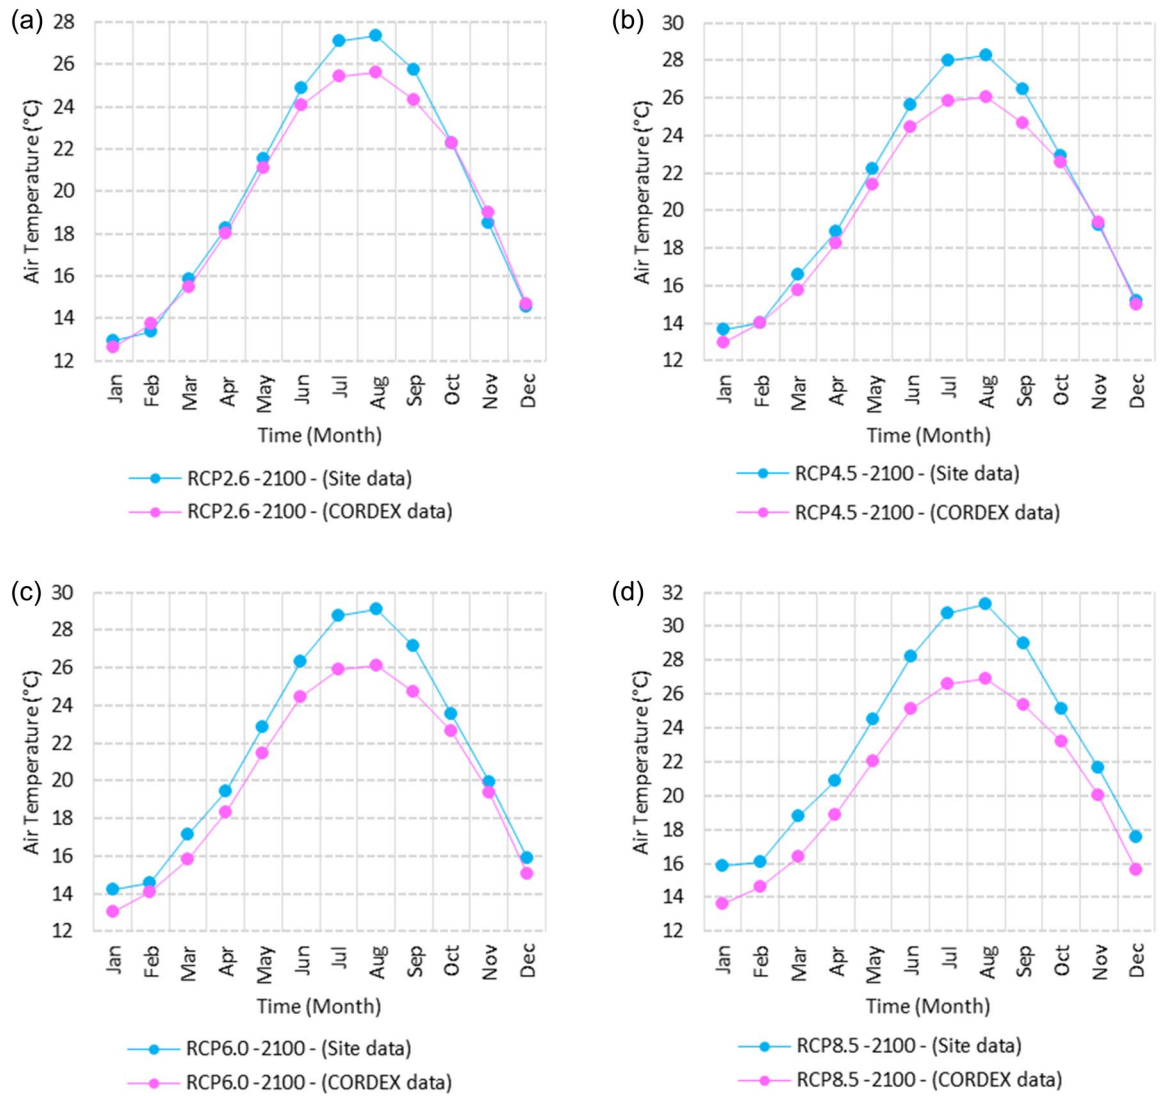 (a)
28
26
24
22
20
18
16
14
12
Air Temperature (°C)
Jan Feb Mar Apr May Jun Jul Aug Sep Oct Nov Dec
Time (Month)
RCP2.6 -2100 - (Site data)
RCP2.6 -2100 - (CORDEX data)
(b)
30
28
26
24
22
20
18
16
14
12
Air Temperature (°C)
Jan Feb Mar Apr May Jun Jul Aug Sep Oct Nov Dec
Time (Month)
RCP4.5 -2100 - (Site data)
RCP4.5 -2100 - (CORDEX data)
(c)
30
28
26
24
22
20
18
16
14
12
Air Temperature (°C)
Jan Feb Mar Apr May Jun Jul Aug Sep Oct Nov Dec
Time (Month)
RCP6.0 -2100 - (Site data)
RCP6.0 -2100 - (CORDEX data)
(d)
32
30
28
26
24
22
20
18
16
14
12
Air Temperature (°C)
Jan Feb Mar Apr May Jun Jul Aug Sep Oct Nov Dec
Time (Month)
RCP8.5 -2100 - (Site data)
RCP8.5 -2100 - (CORDEX data)